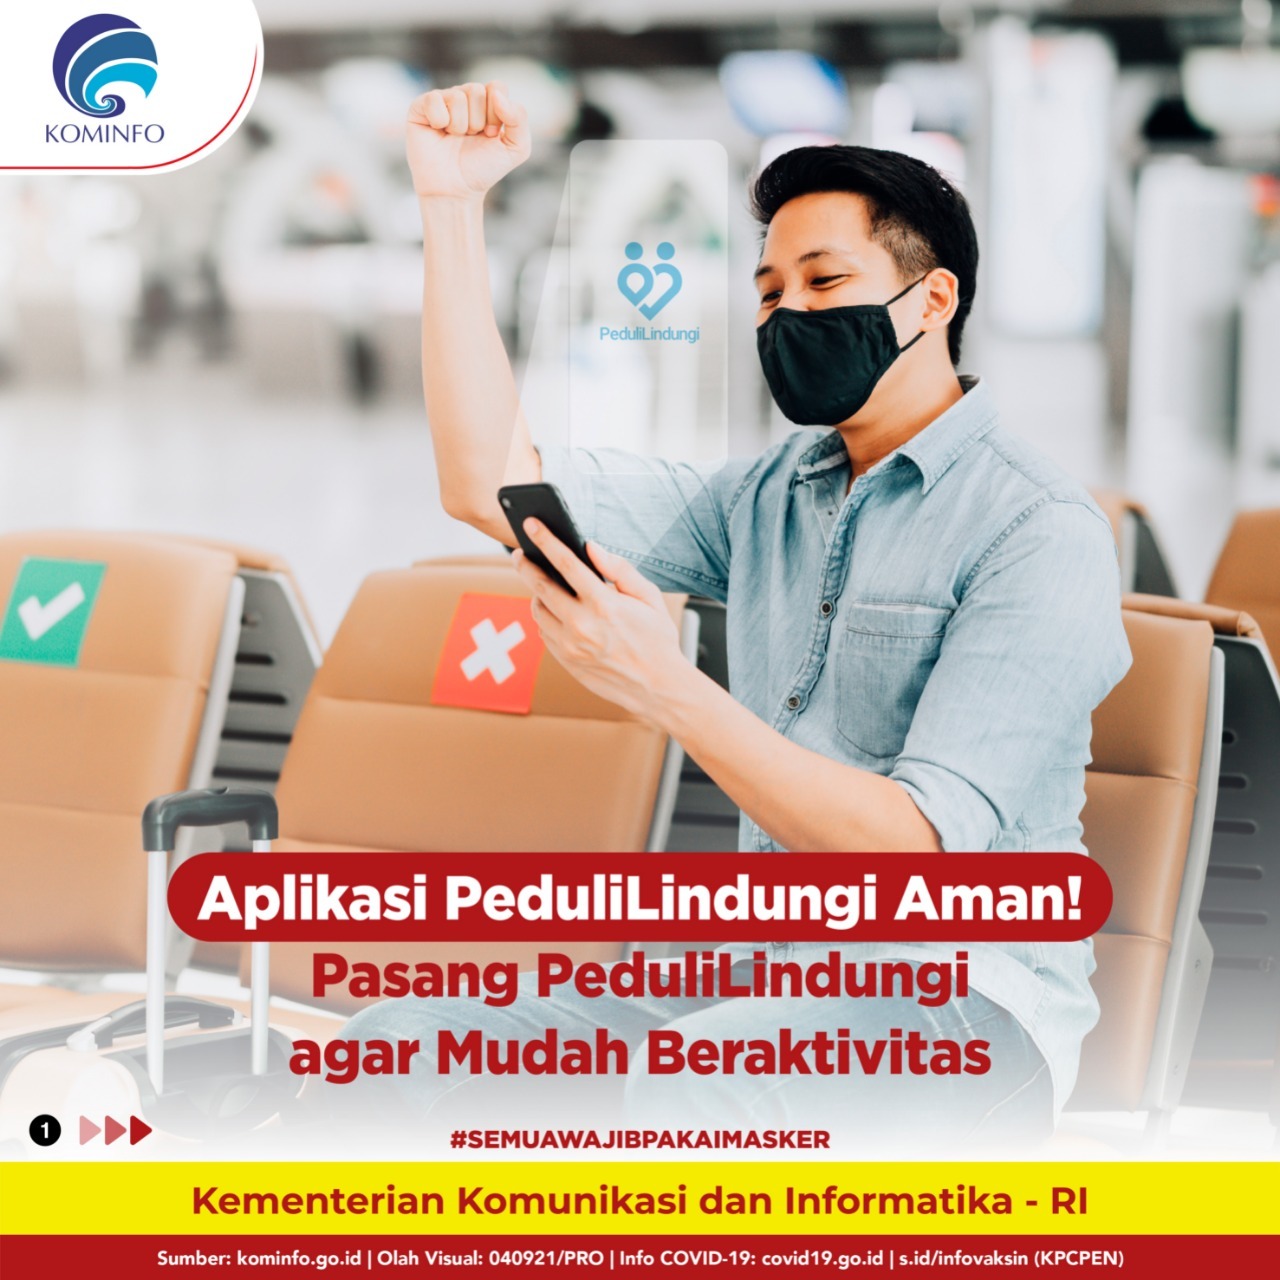 KOMINFO
PeduliLindungi
Aplikasi PeduliLindungi Aman!
Pasang PeduliLindungi
agar Mudah Beraktivitas
1
#SEMUAWAJIBPAKAIMASKER
Kementerian Komunikasi dan Informatika - RI
Sumber: kominfo.go.id | Olah Visual: 040921/PRO | Info COVID-19: covid19.go.id | s.id/infovaksin (KPCPEN)